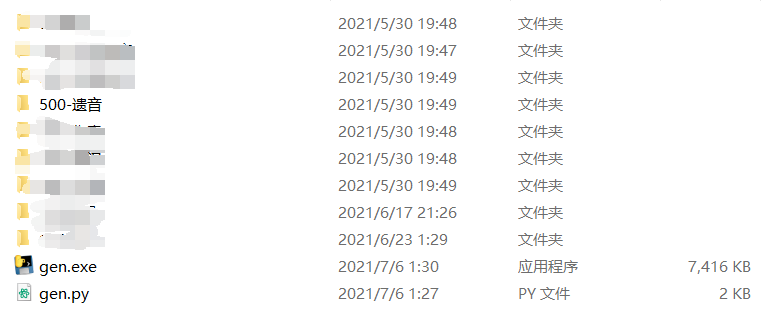 2021/5/30 19:48 文件夹
2021/5/30 19:47 文件夹
2021/5/30 19:49 文件夹
500-遗音 2021/5/30 19:49 文件夹
2021/5/30 19:48 文件夹
2021/5/30 19:48 文件夹
2021/5/30 19:49 文件夹
2021/6/17 21:26 文件夹
2021/6/23 1:29 文件夹
gen.exe 2021/7/6 1:30 应用程序 7,416 KB
gen.py 2021/7/6 1:27 PY 文件 2 KB